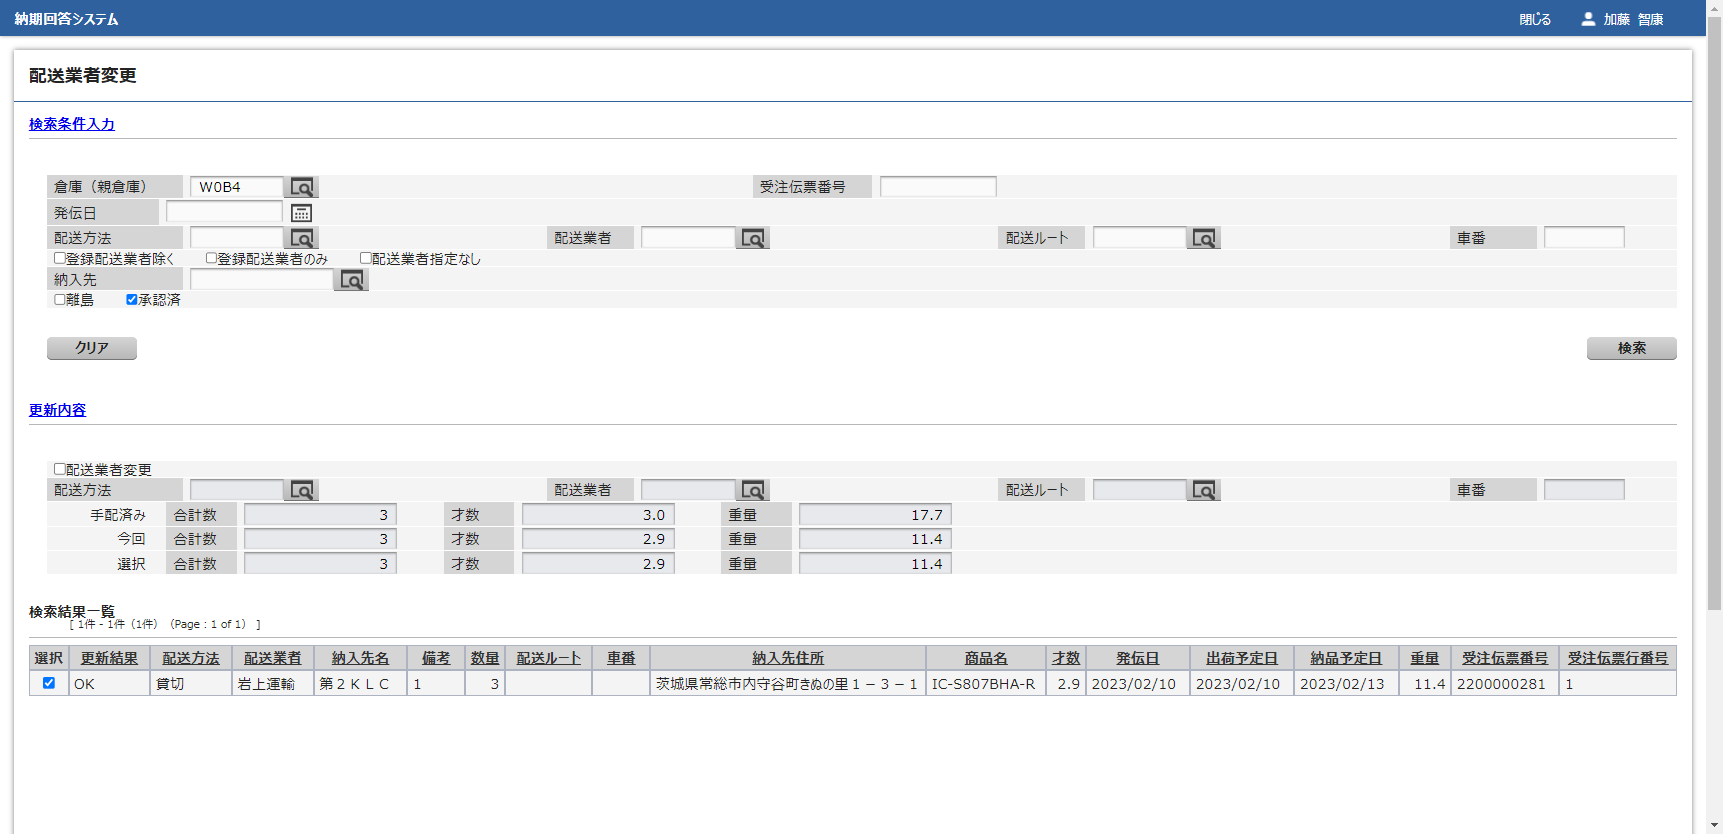 納期回答システム 閉じる 加藤 智康
配送業者変更
検索条件入力
倉庫（親倉庫） W0B4 受注伝票番号
発伝日
配送方法 配送業者 配送ルート 車番
登録配送業者除く 登録配送業者のみ 配送業者指定なし
納入先
離島 承認済
クリア 検索
更新内容
配送業者変更
配送方法 配送業者 配送ルート 車番
手配済み 合計数 3 才数 3.0 重量 17.7
今回 合計数 3 才数 2.9 重量 11.4
選択 合計数 3 才数 2.9 重量 11.4
検索結果一覧
[ 1件 - 1件（1件）（Page : 1 of 1） ]
選択 更新結果 配送方法 配送業者 納入先名 備考 数量 配送ルート 車番 納入先住所 商品名 才数 発伝日 出荷予定日 納品予定日 重量 受注伝票番号 受注伝票行番号
OK 貸切 岩上運輸 第２ＫＬＣ 1 3 茨城県常総市内守谷町きぬの里１－３－１ IC-S807BHA-R 2.9 2023/02/10 2023/02/10 2023/02/13 11.4 2200000281 1